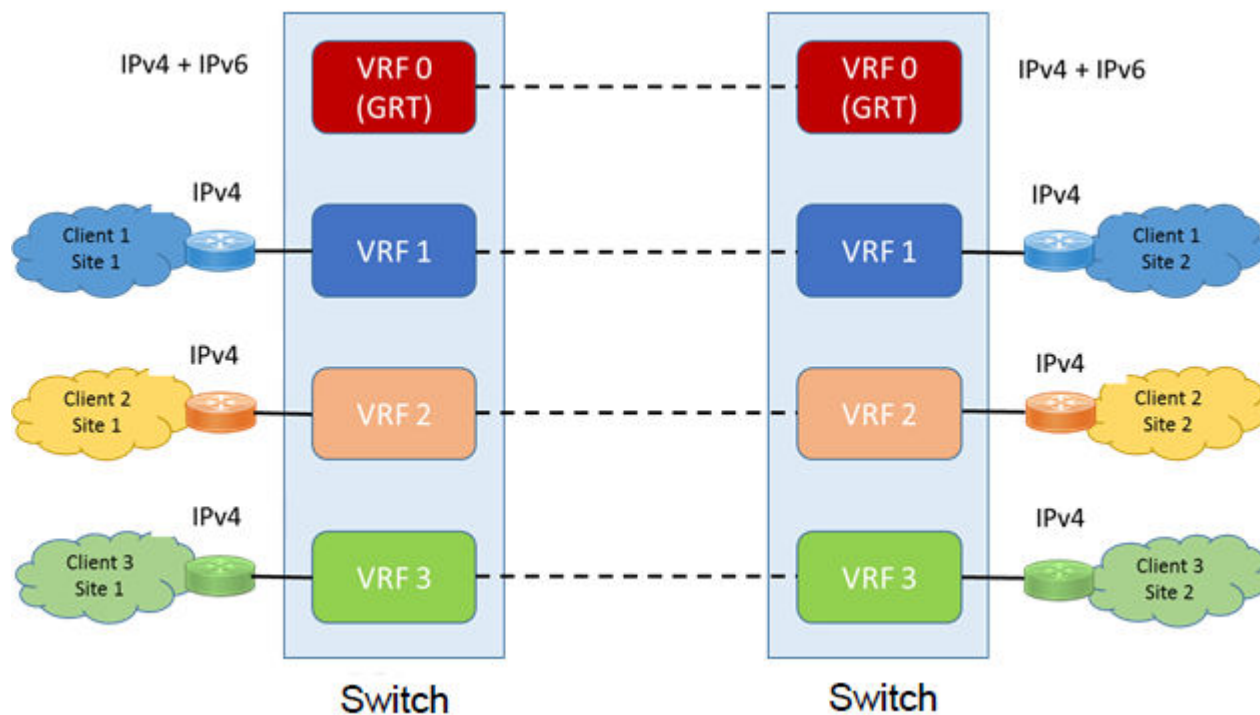 IPv4 + IPv6
VRF 0
(GRT)
VRF 0
(GRT)
IPv4 + IPv6
IPv4
Client 1
Site 1
VRF 1
VRF 1
IPv4
Client 1
Site 2
IPv4
Client 2
Site 1
VRF 2
VRF 2
IPv4
Client 2
Site 2
IPv4
Client 3
Site 1
VRF 3
VRF 3
IPv4
Client 3
Site 2
Switch
Switch